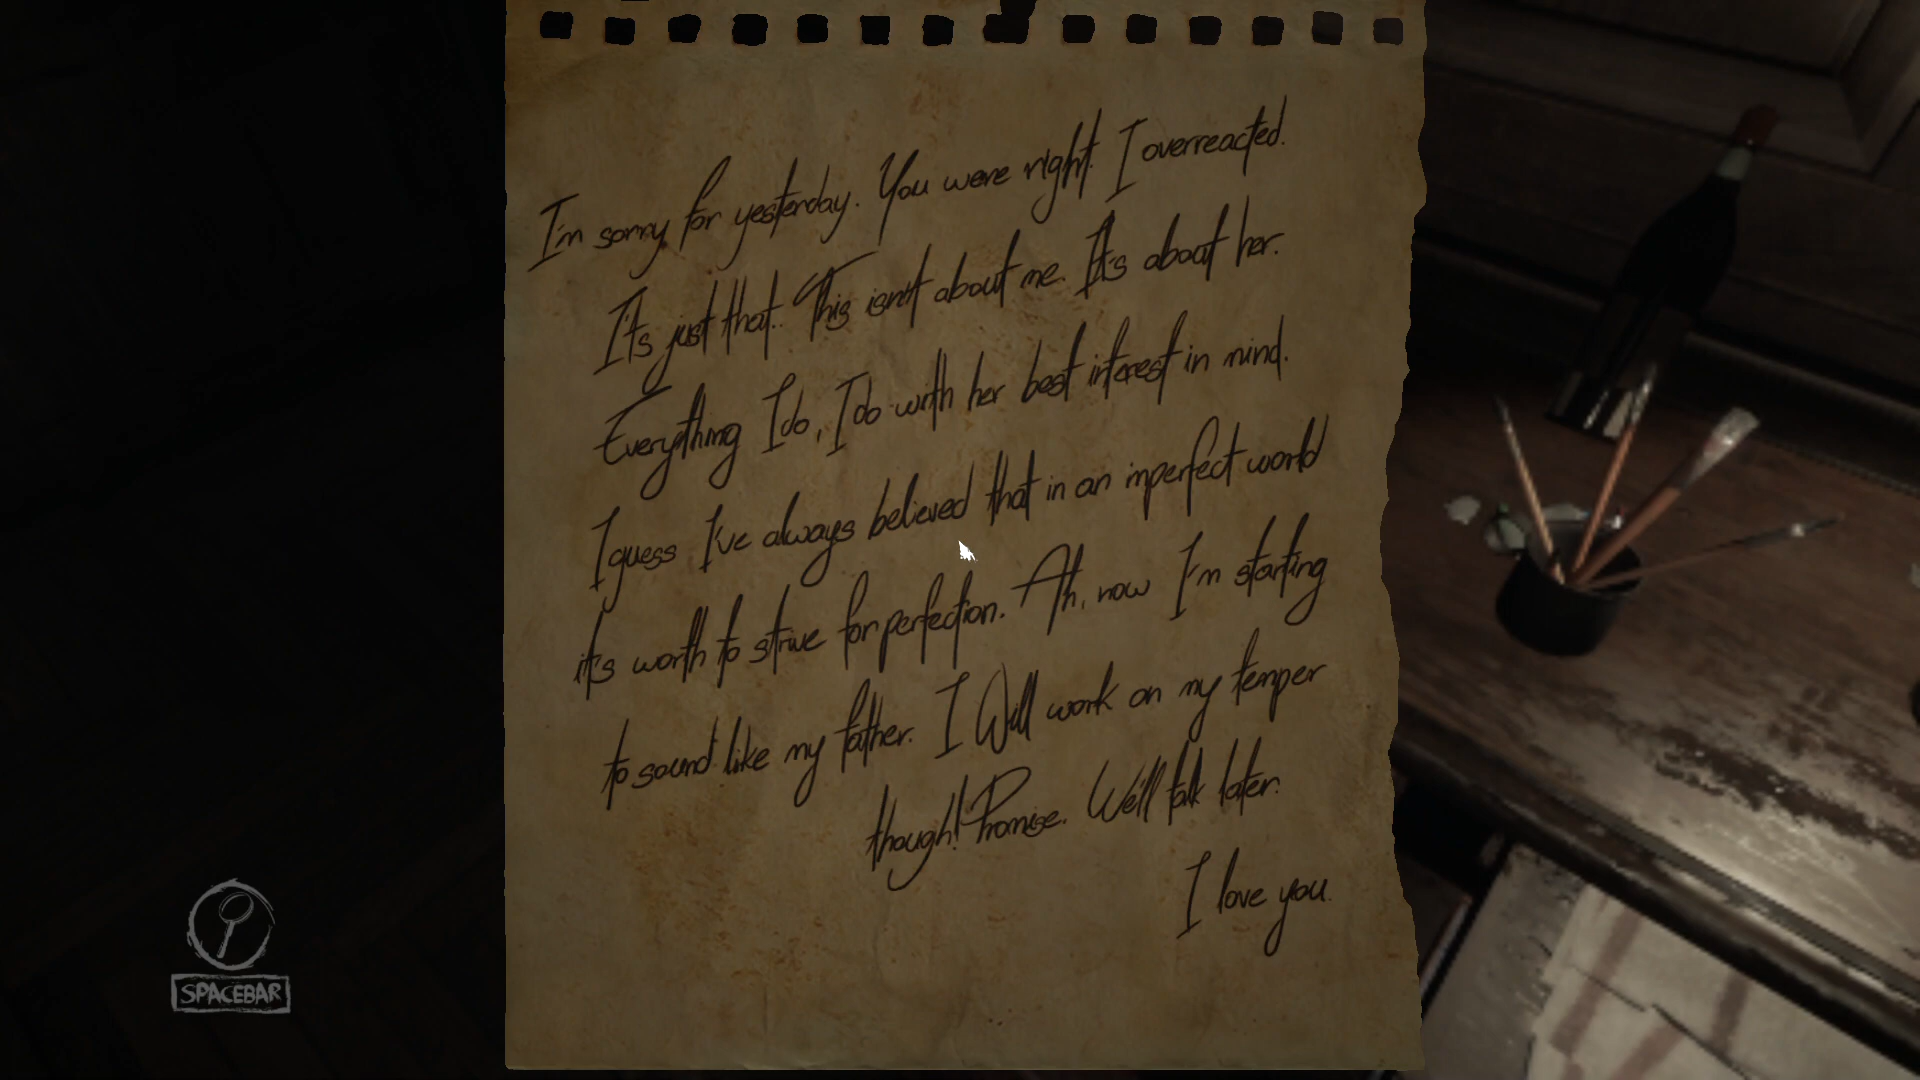 I'm sorry for yesterday. You were right. I overreacted.
It's just that.. This isn't about me. It's about her.
Everything I do, I do with her best interest in mind.
I guess I've always believed that in an imperfect world
it's worth to strive for perfection. Ah, now I'm starting
to sound like my father. I Will work on my temper
though! Promise. We'll talk later.
I love you.
SPACEBAR